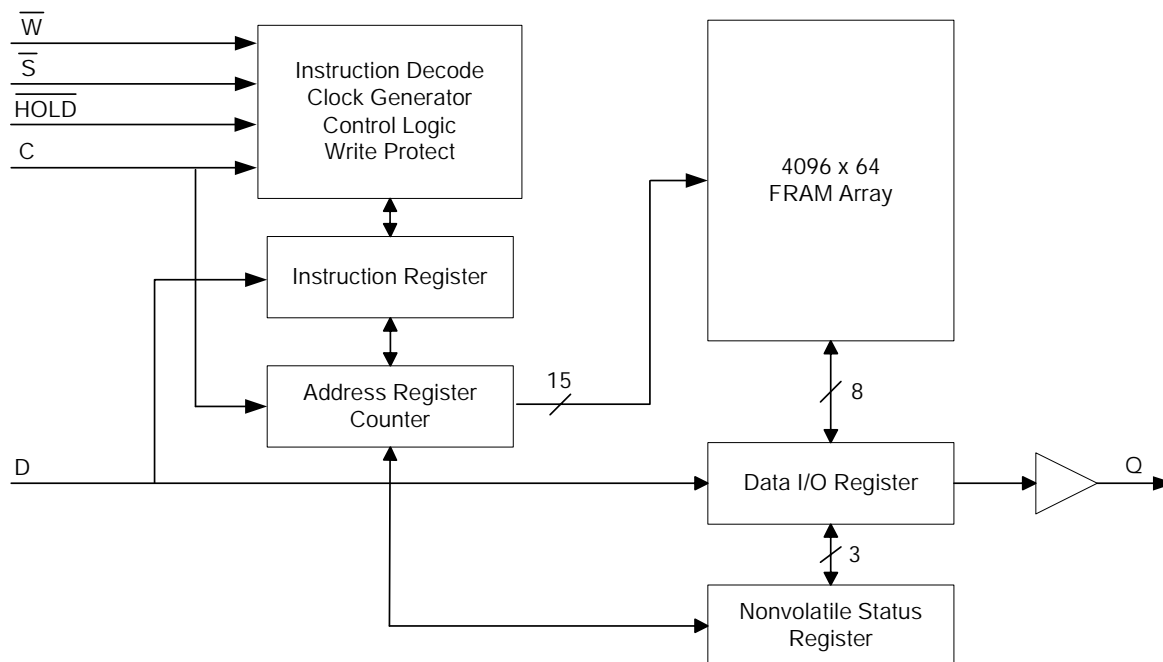 W
S
HOLD
C
Instruction Decode
Clock Generator
Control Logic
Write Protect
4096 x 64
FRAM Array
Instruction Register
Address Register
Counter
15
8
D
Data I/O Register
Q
3
Nonvolatile Status
Register